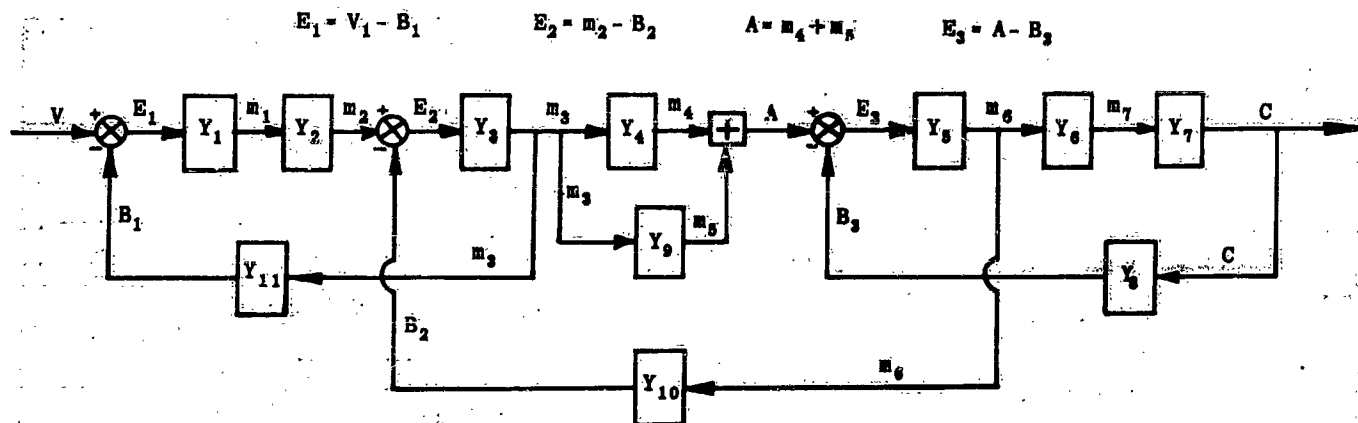 E₁ = V₁ - B₁ E₂ = m₂ - B₂ A = m₄ + m₅ E₃ = A - B₃
V + - E₁ Y₁ m₁ Y₂ m₂ + - E₂ Y₃ m₃ Y₄ m₄ + A + - E₃ Y₅ m₆ Y₆ m₇ Y₇ C
B₁ m₃ m₅ B₃
Y₁₁ m₃ Y₉ Y₈ C
B₂ Y₁₀ m₆